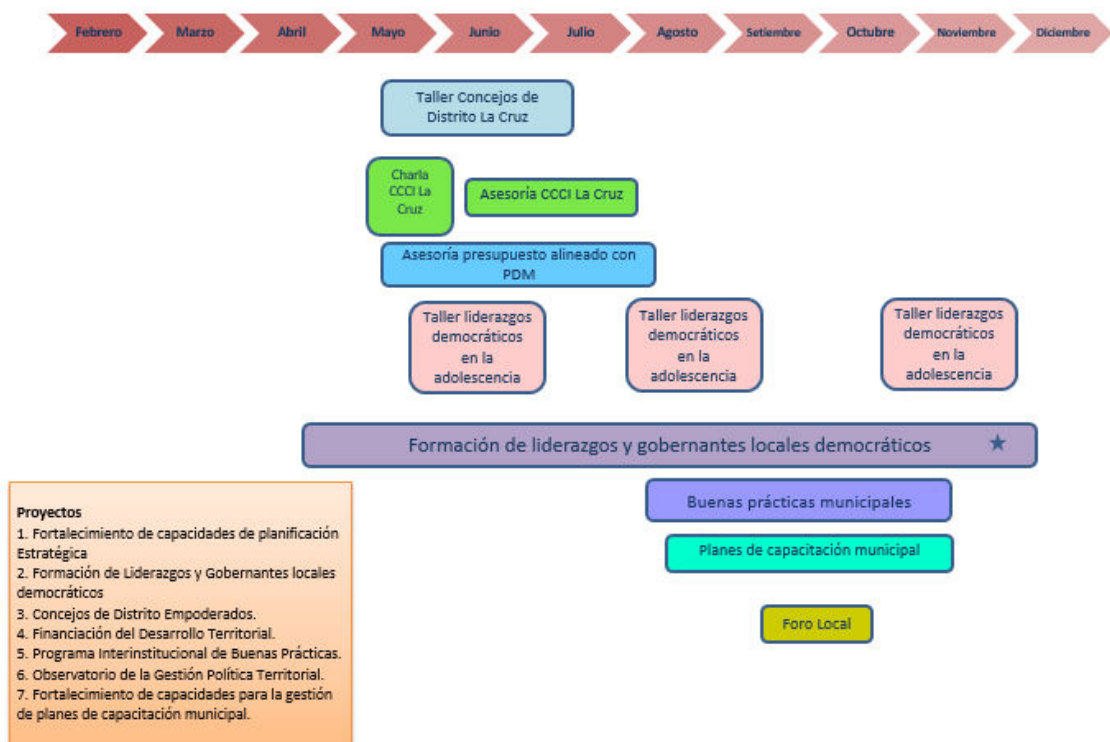 Febrero
Marzo
Abril
Mayo
Junio
Julio
Agosto
Setiembre
Octubre
Noviembre
Diciembre
Taller Concejos de
Distrito La Cruz
Charla
CCCI La
Cruz
Asesoría CCCI La Cruz
Asesoría presupuesto alineado con
PDM
Taller liderazgos
democráticos
en la
adolescencia
Taller liderazgos
democráticos
en la
adolescencia
Taller liderazgos
democráticos
en la
adolescencia
Formación de liderazgos y gobernantes locales democráticos
Buenas prácticas municipales
Planes de capacitación municipal
Foro Local
Proyectos
1. Fortalecimiento de capacidades de planificación
Estratégica
2. Formación de Liderazgos y Gobernantes locales
democráticos
3. Concejos de Distrito Empoderados.
4. Financiación del Desarrollo Territorial.
5. Programa Interinstitucional de Buenas Prácticas.
6. Observatorio de la Gestión Política Territorial.
7. Fortalecimiento de capacidades para la gestión
de planes de capacitación municipal.